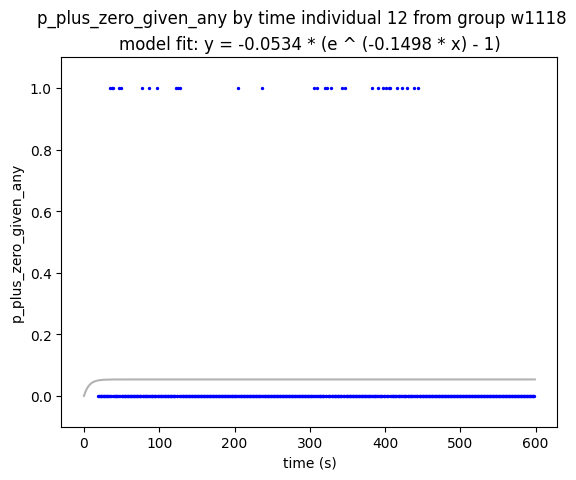 p_plus_zero_given_any by time individual 12 from group w1118
model fit: y = -0.0534 * (e ^ (-0.1498 * x) - 1)
1.0
0.8
0.6
0.4
0.2
0.0
p_plus_zero_given_any
0 100 200 300 400 500 600
time (s)